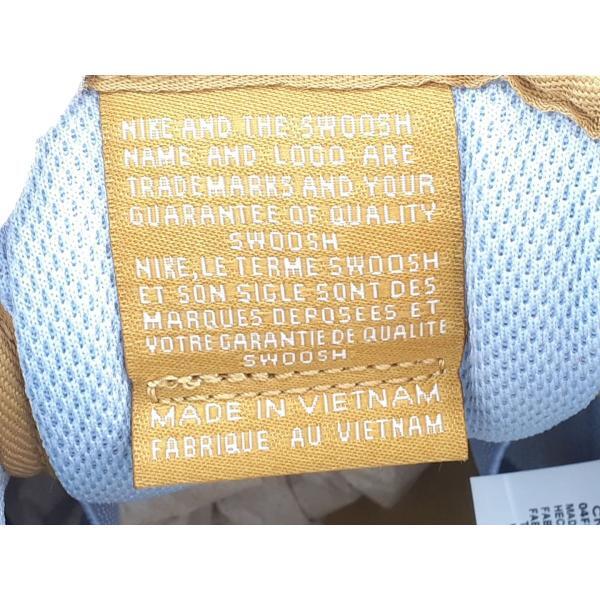 NIKE AND THE SWOOSH
NAME AND LOGO ARE
TRADEMARKS AND YOUR
GUARANTEE OF QUALITY
SWOOSH
NIKE, LE TERME SWOOSH
ET SON SIGLE SONT DES
MARQUES DEPOSEES ET
VOTRE GARANTIE DE QUALITE
SWOOSH
MADE IN VIETNAM
FABRIQUE AU VIETNAM